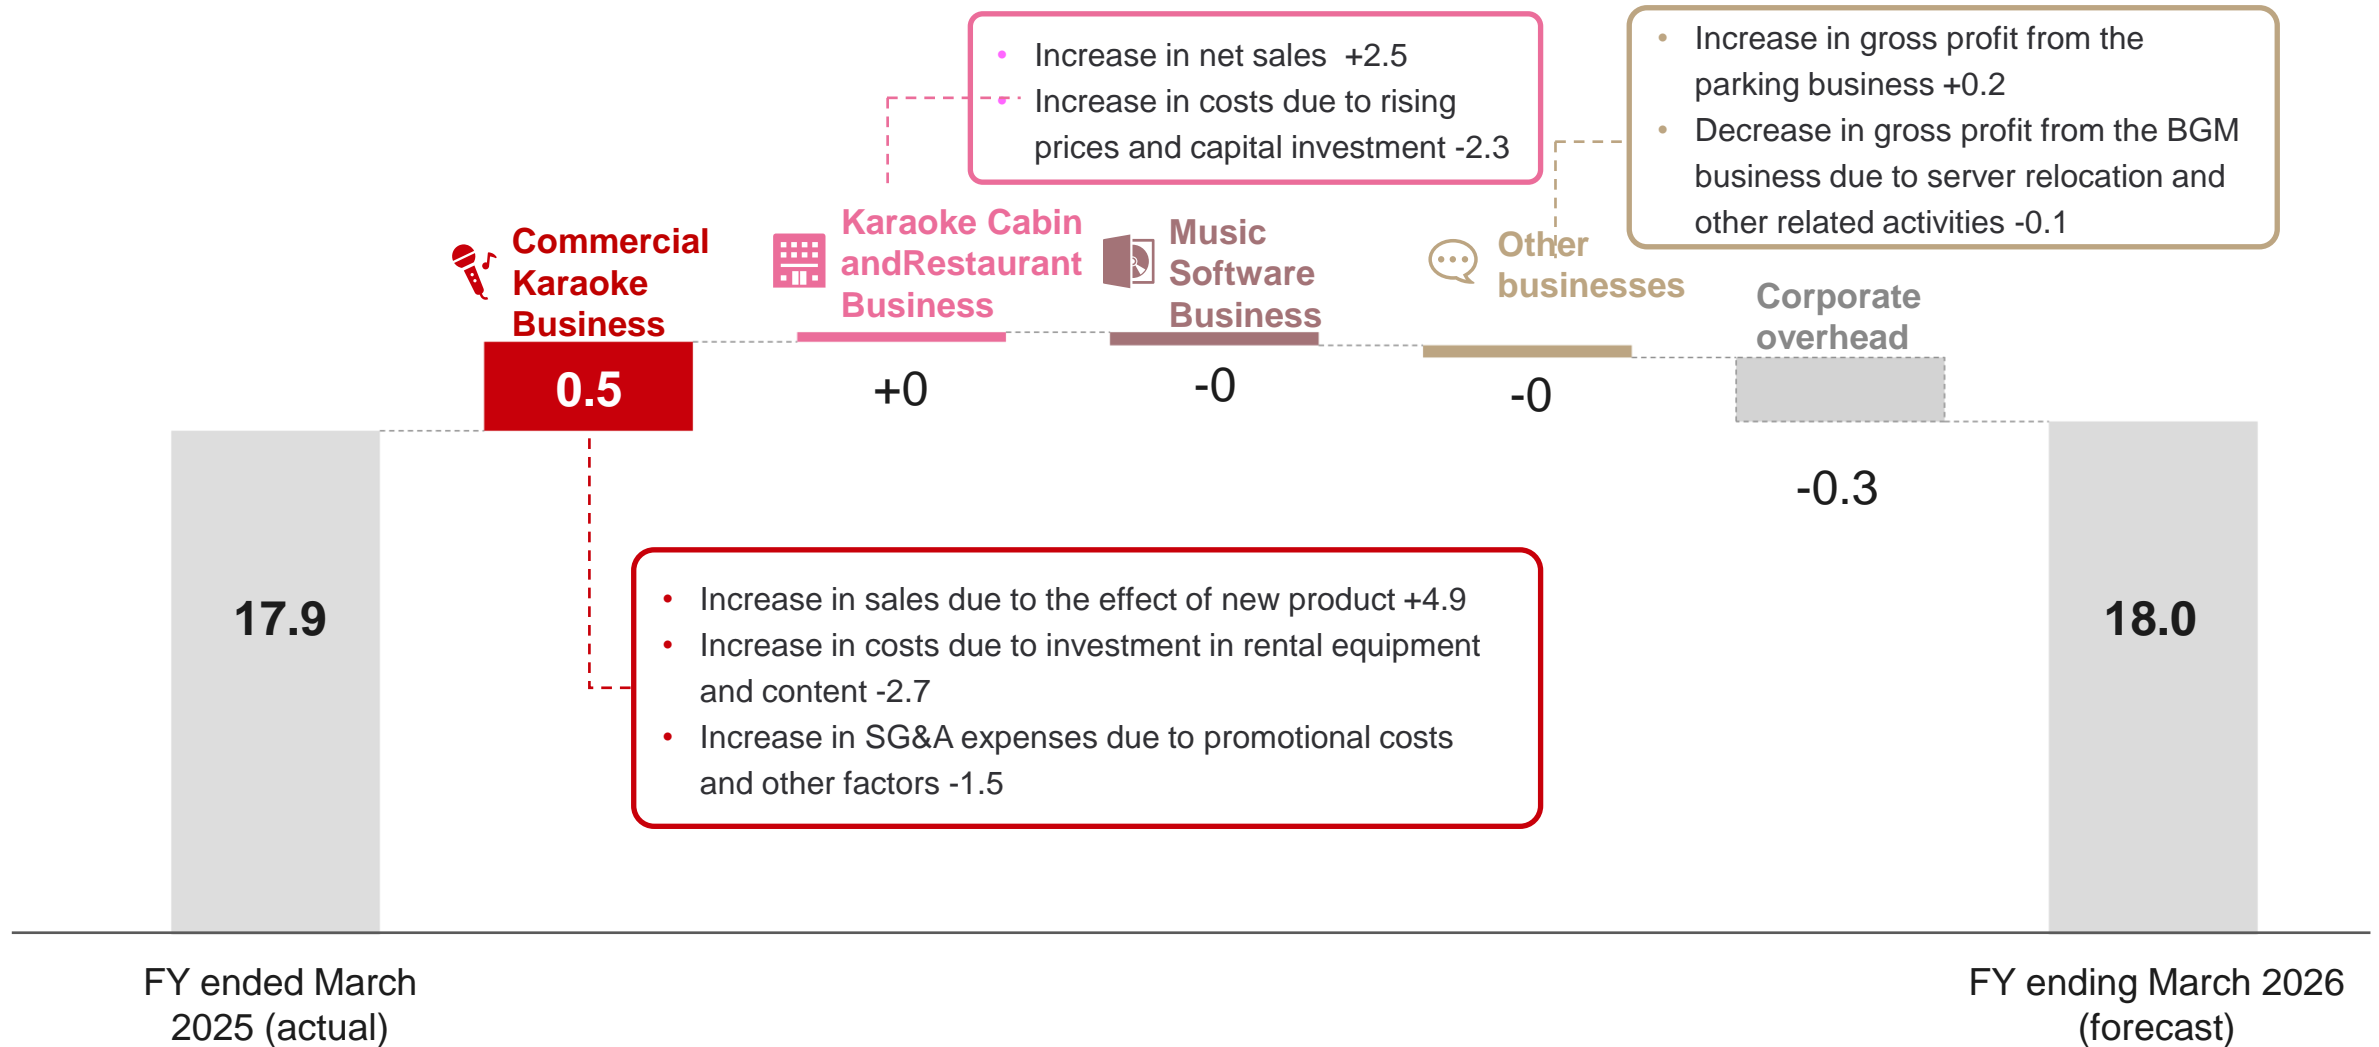 • Increase in net sales +2.5
• Increase in costs due to rising
prices and capital investment -2.3
• Increase in gross profit from the
parking business +0.2
• Decrease in gross profit from the BGM
business due to server relocation and
other related activities -0.1
Commercial
Karaoke
Business
Karaoke Cabin
andRestaurant
Business
Music
Software
Business
Other
businesses
Corporate
overhead
0.5
+0
-0
-0
-0.3
17.9
• Increase in sales due to the effect of new product +4.9
• Increase in costs due to investment in rental equipment
and content -2.7
• Increase in SG&A expenses due to promotional costs
and other factors -1.5
18.0
FY ended March
2025 (actual)
FY ending March 2026
(forecast)